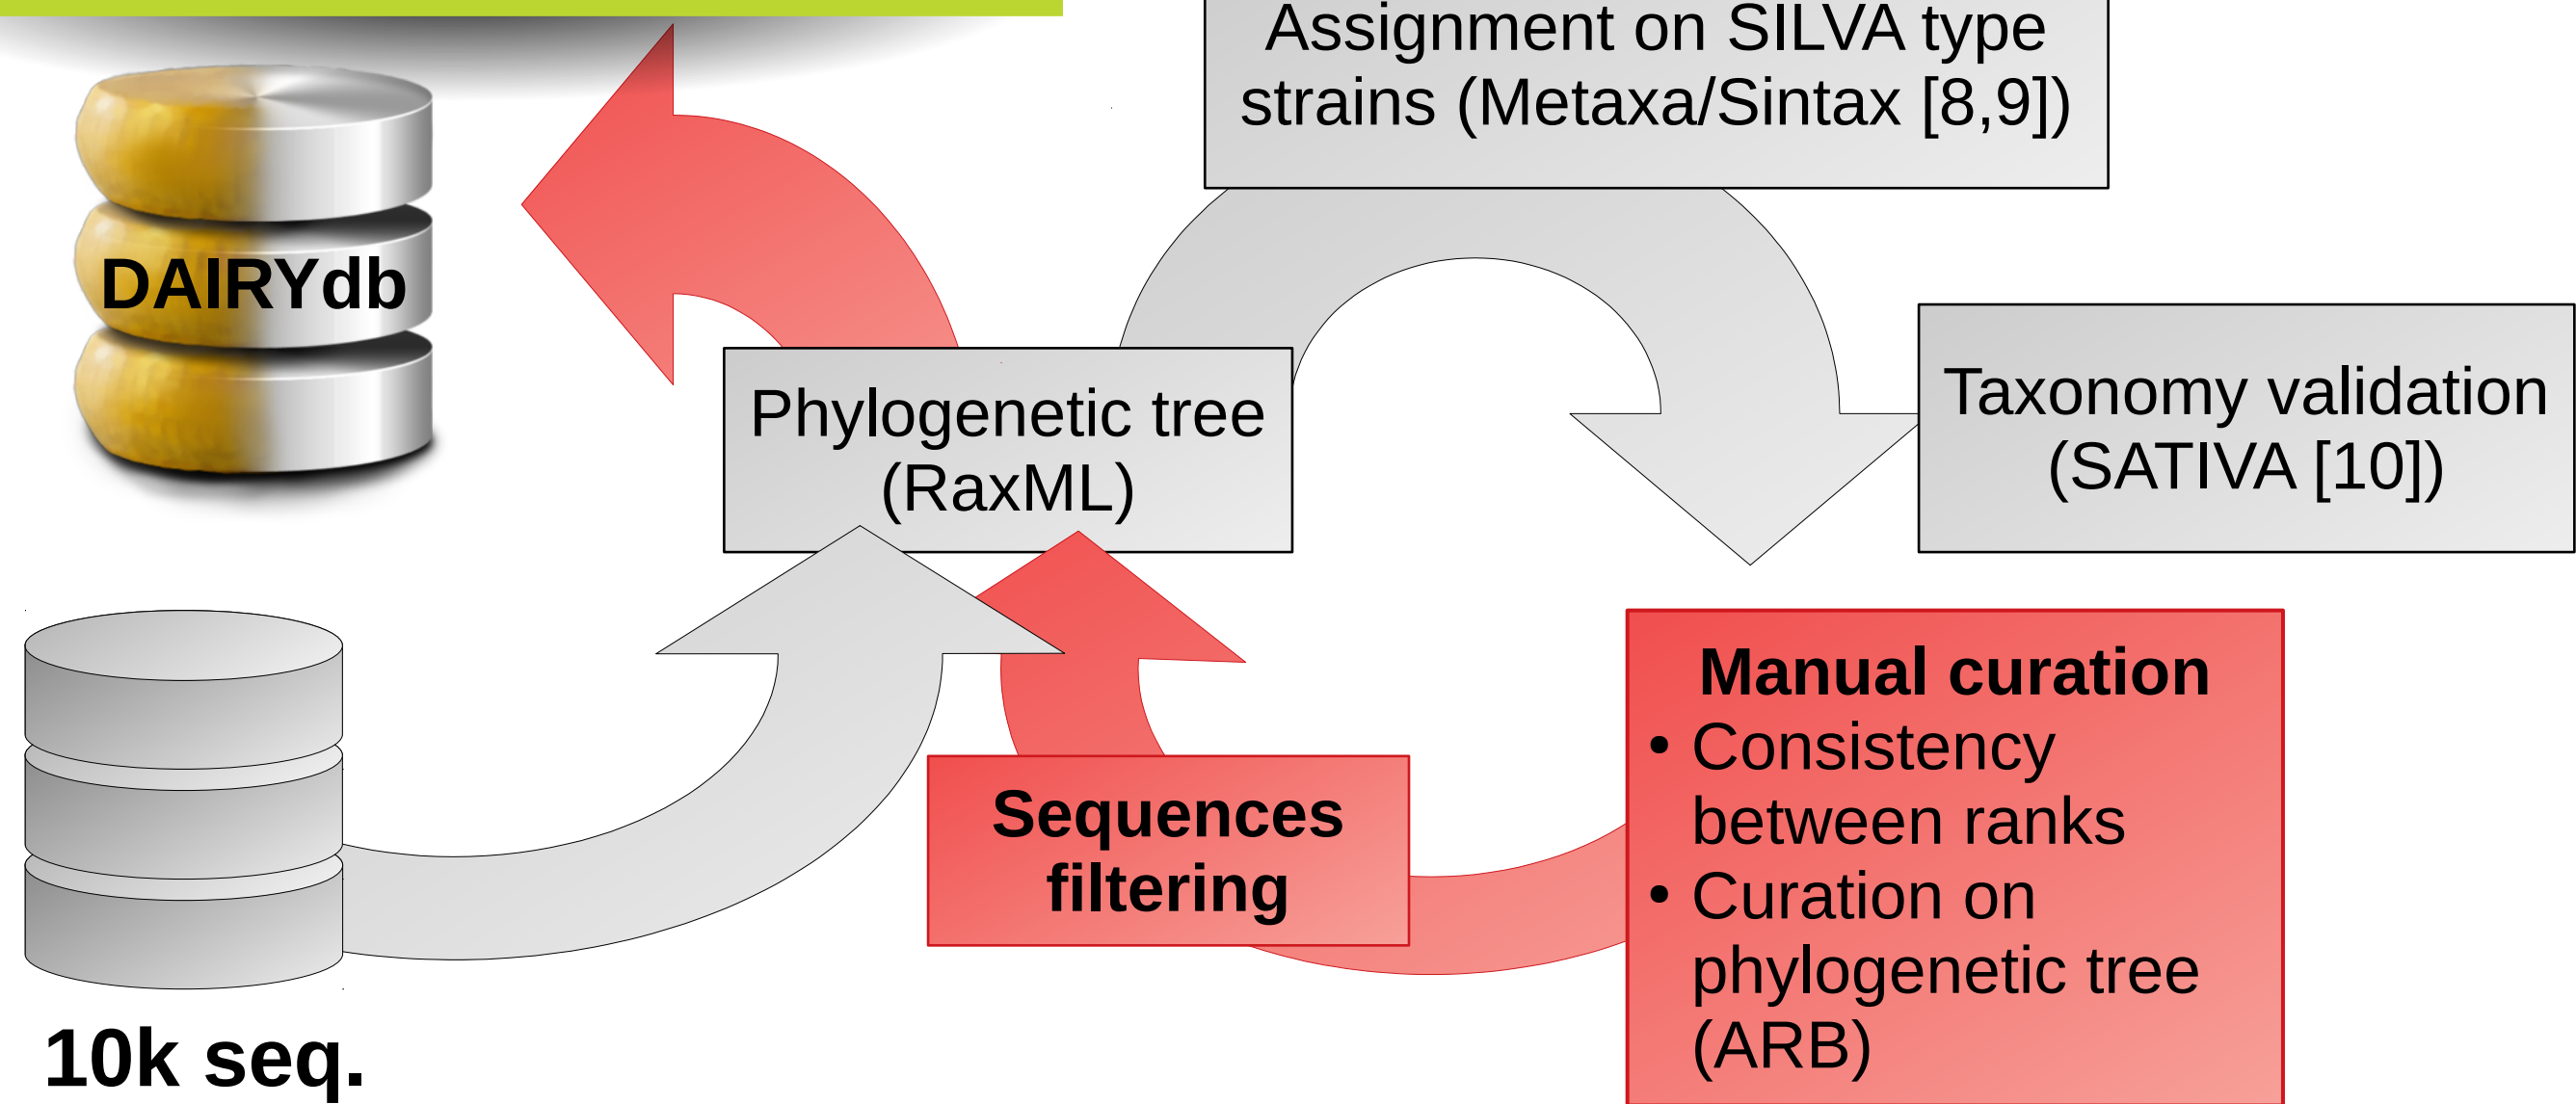 Assignment on SILVA type
strains (Metaxa/Sintax [8,9])
DAIRYdb
Phylogenetic tree
(RaxML)
Taxonomy validation
(SATIVA [10])
Manual curation
• Consistency
between ranks
• Curation on
phylogenetic tree
(ARB)
Sequences
filtering
10k seq.